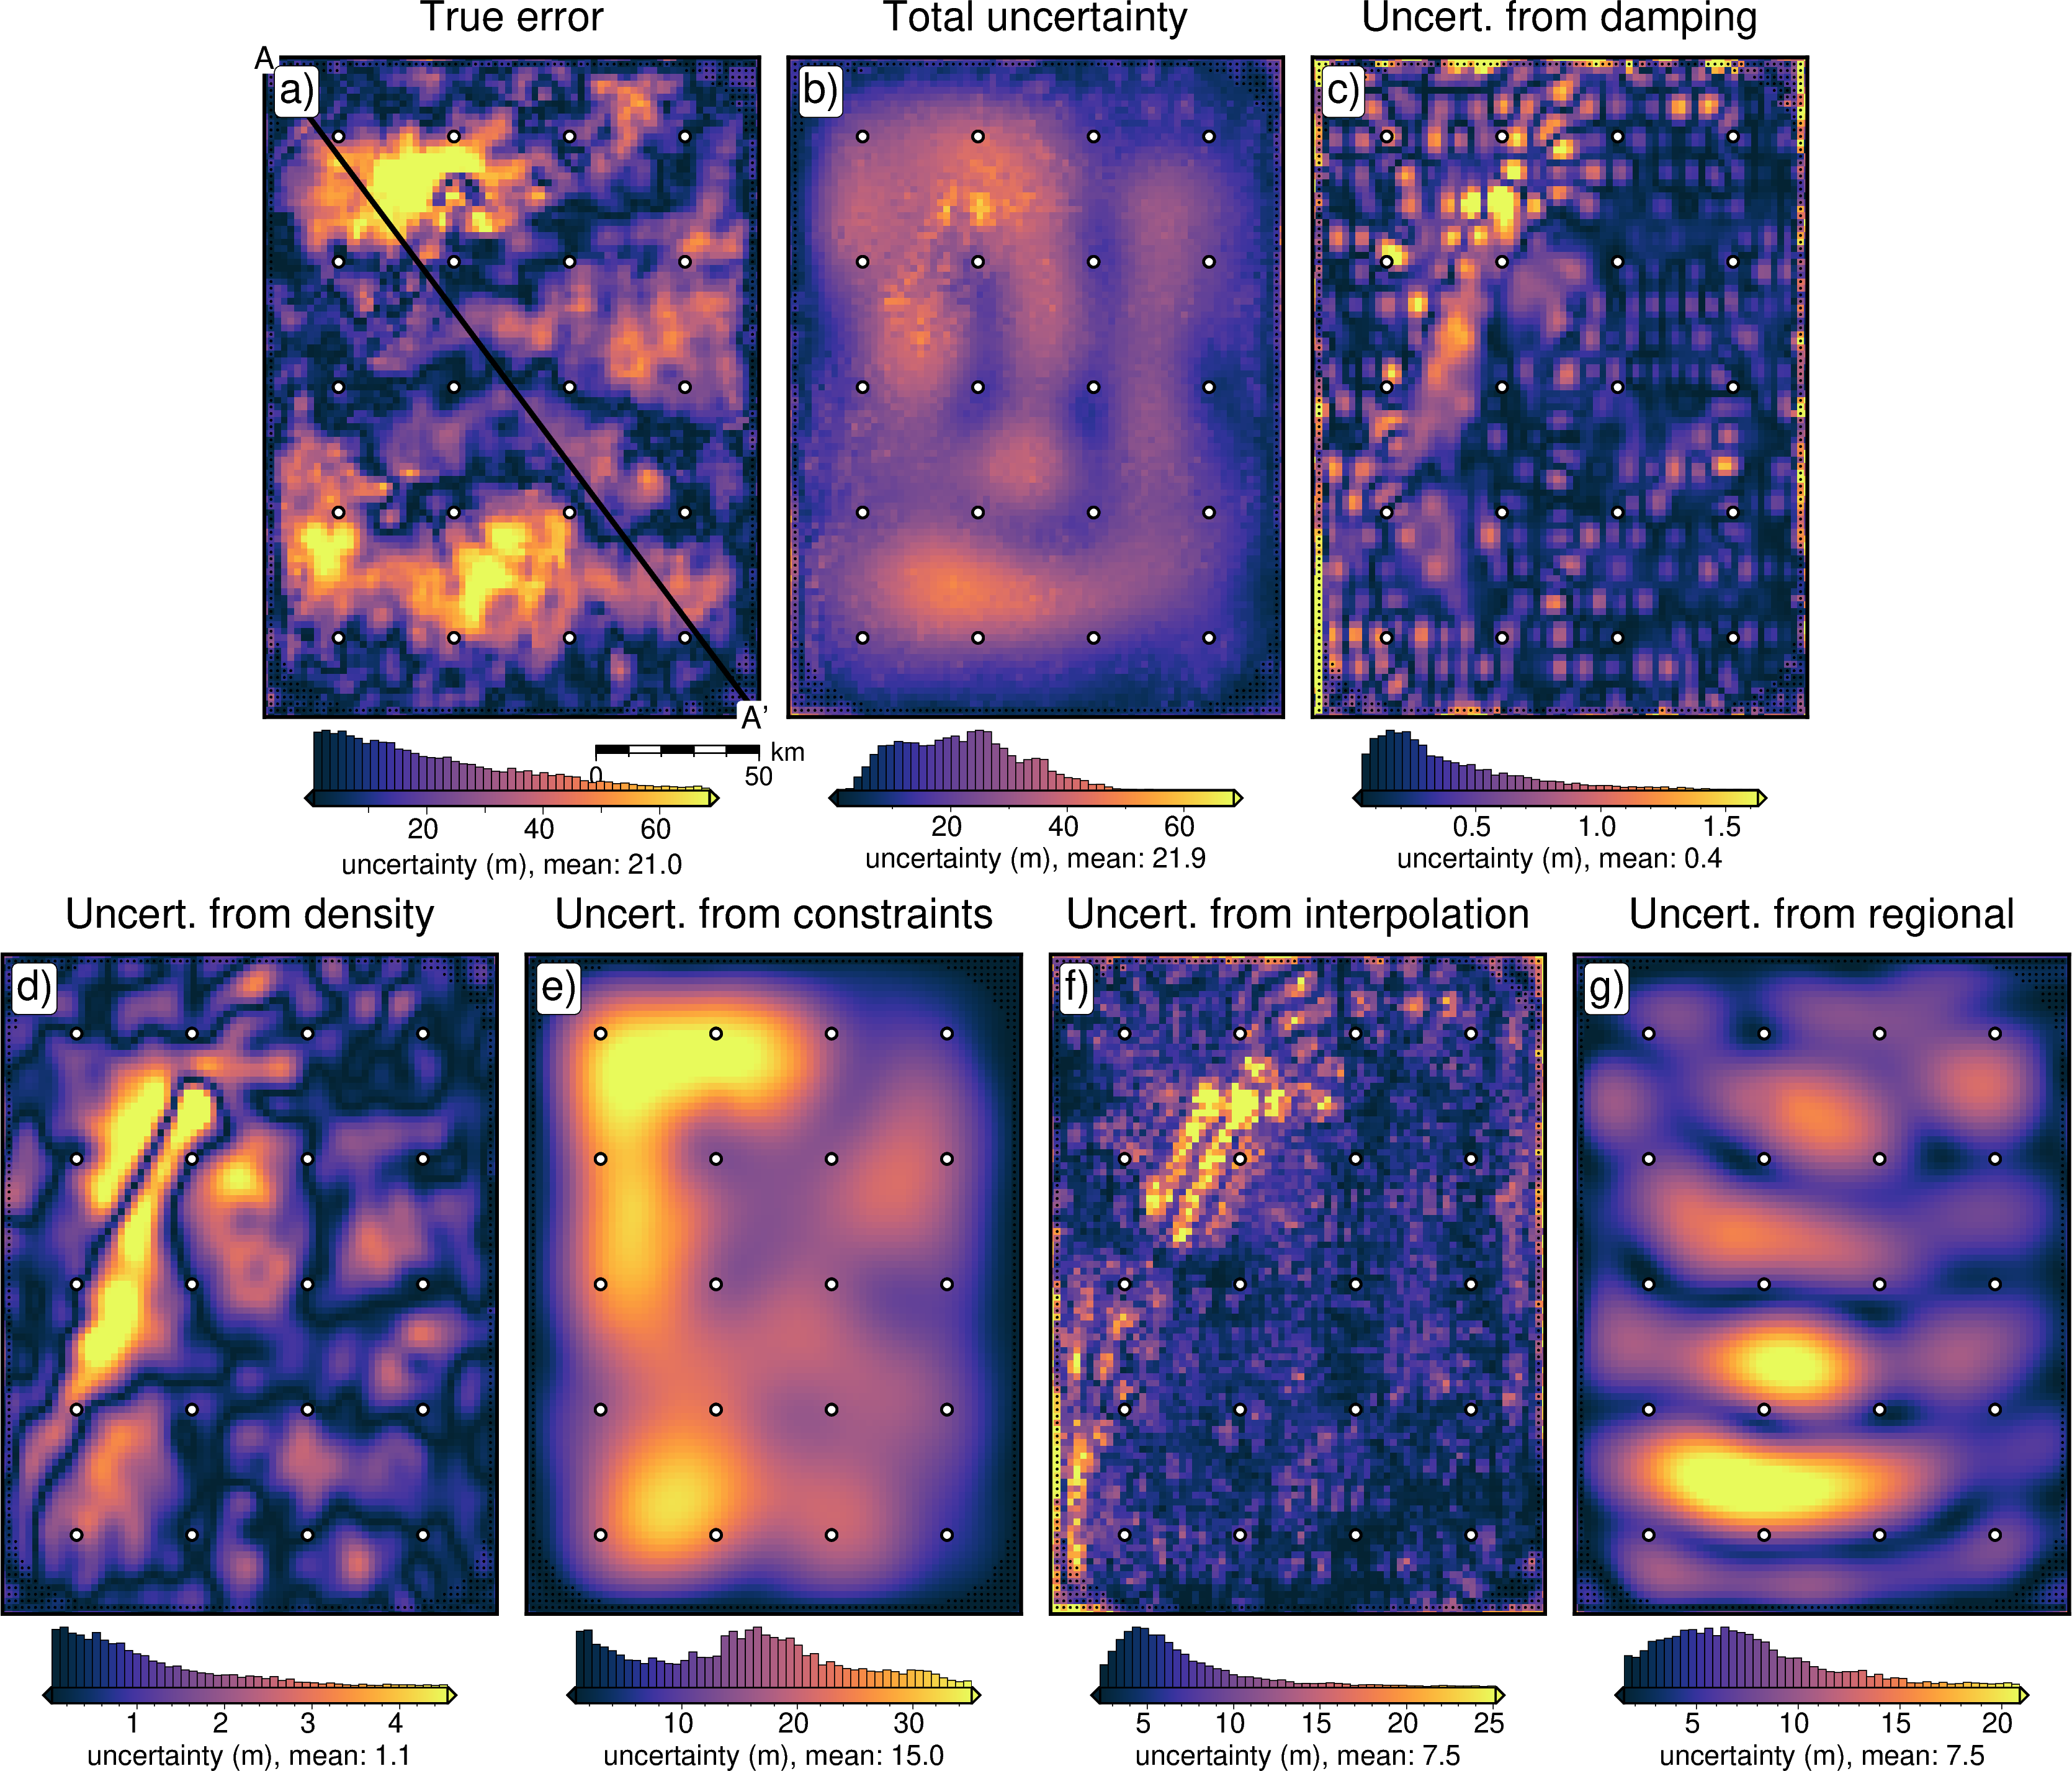 True error
Total uncertainty
Uncert. from damping
A
a)
b)
c)
A'
0 50 km
20 40 60
uncertainty (m), mean: 21.0
20 40 60
uncertainty (m), mean: 21.9
0.5 1.0 1.5
uncertainty (m), mean: 0.4
Uncert. from density
Uncert. from constraints
Uncert. from interpolation
Uncert. from regional
d)
e)
f)
g)
1 2 3 4
uncertainty (m), mean: 1.1
10 20 30
uncertainty (m), mean: 15.0
5 10 15 20 25
uncertainty (m), mean: 7.5
5 10 15 20
uncertainty (m), mean: 7.5